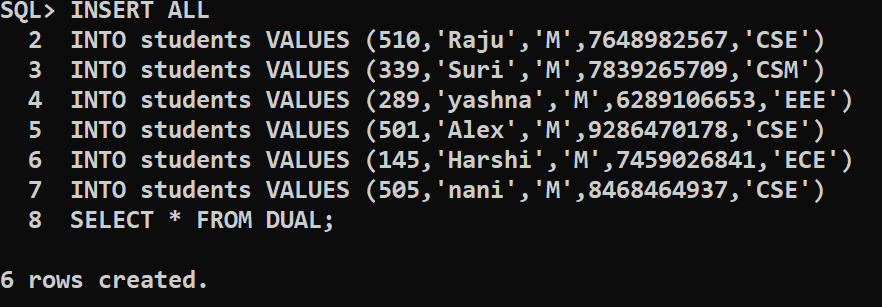 SQL> INSERT ALL
2 INTO students VALUES (510,'Raju','M',7648982567,'CSE')
3 INTO students VALUES (339,'Suri','M',7839265709,'CSM')
4 INTO students VALUES (289,'yashna','M',6289106653,'EEE')
5 INTO students VALUES (501,'Alex','M',9286470178,'CSE')
6 INTO students VALUES (145,'Harshi','M',7459026841,'ECE')
7 INTO students VALUES (505,'nani','M',8468464937,'CSE')
8 SELECT * FROM DUAL;
6 rows created.